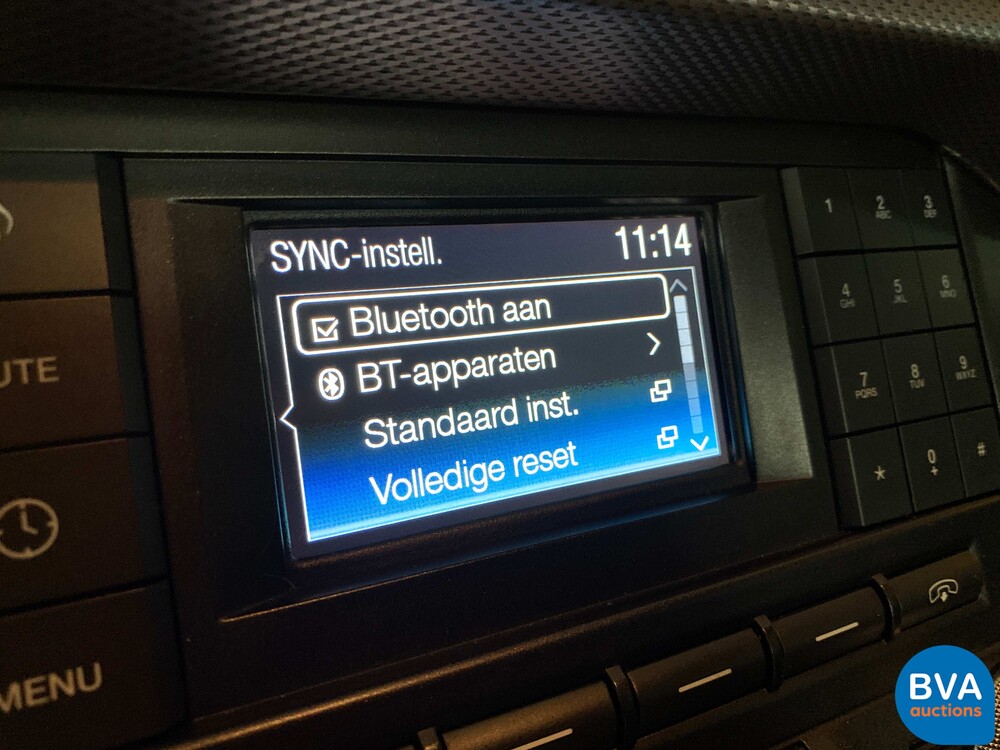 SYNC-instell.
11:14
Bluetooth aan
BT-apparaten
Standaard inst.
Volledige reset
UTE
MENU
1
2 ABC
3 DEF
4 GHI
5 JKL
6 MNO
7 PQRS
8 TUV
9 WXYZ
*
0 +
#
BVA
auctions